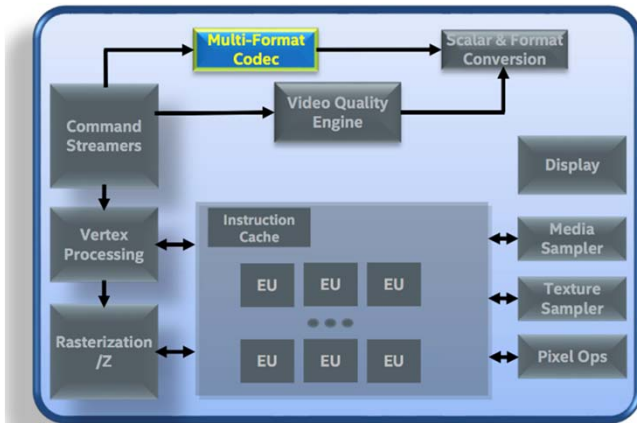 Multi-Format
Codec
Scalar & Format
Conversion
Command
Streamers
Video Quality
Engine
Display
Vertex
Processing
Instruction
Cache
Media
Sampler
EU EU EU
Texture
Sampler
Rasterization
/Z
EU EU EU
Pixel Ops